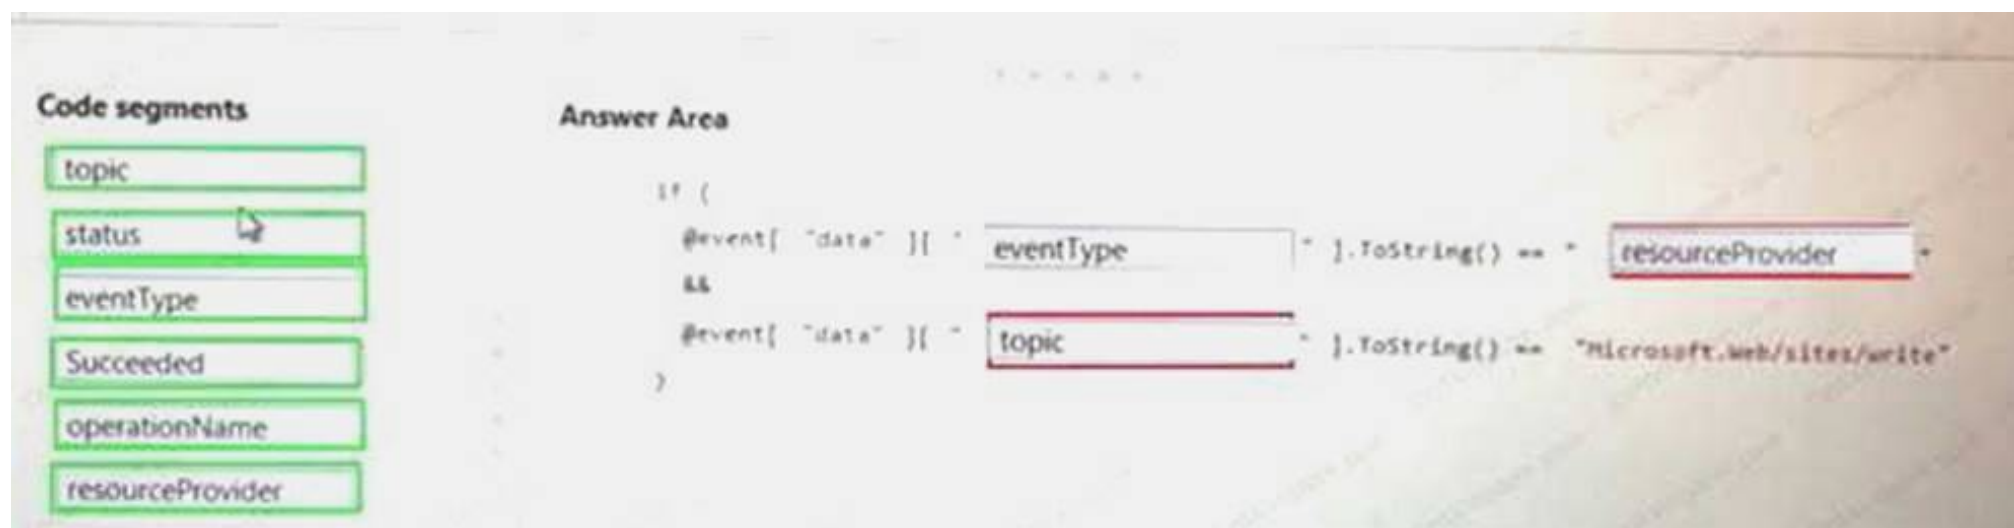 Code segments
topic
status
eventType
Succeeded
operationName
resourceProvider
Answer Area
if (
@event[ "data" ][ " eventType " ].ToString() == " resourceProvider "
&&
@event[ "data" ][ " topic " ].ToString() == "Microsoft.Web/sites/write"
)